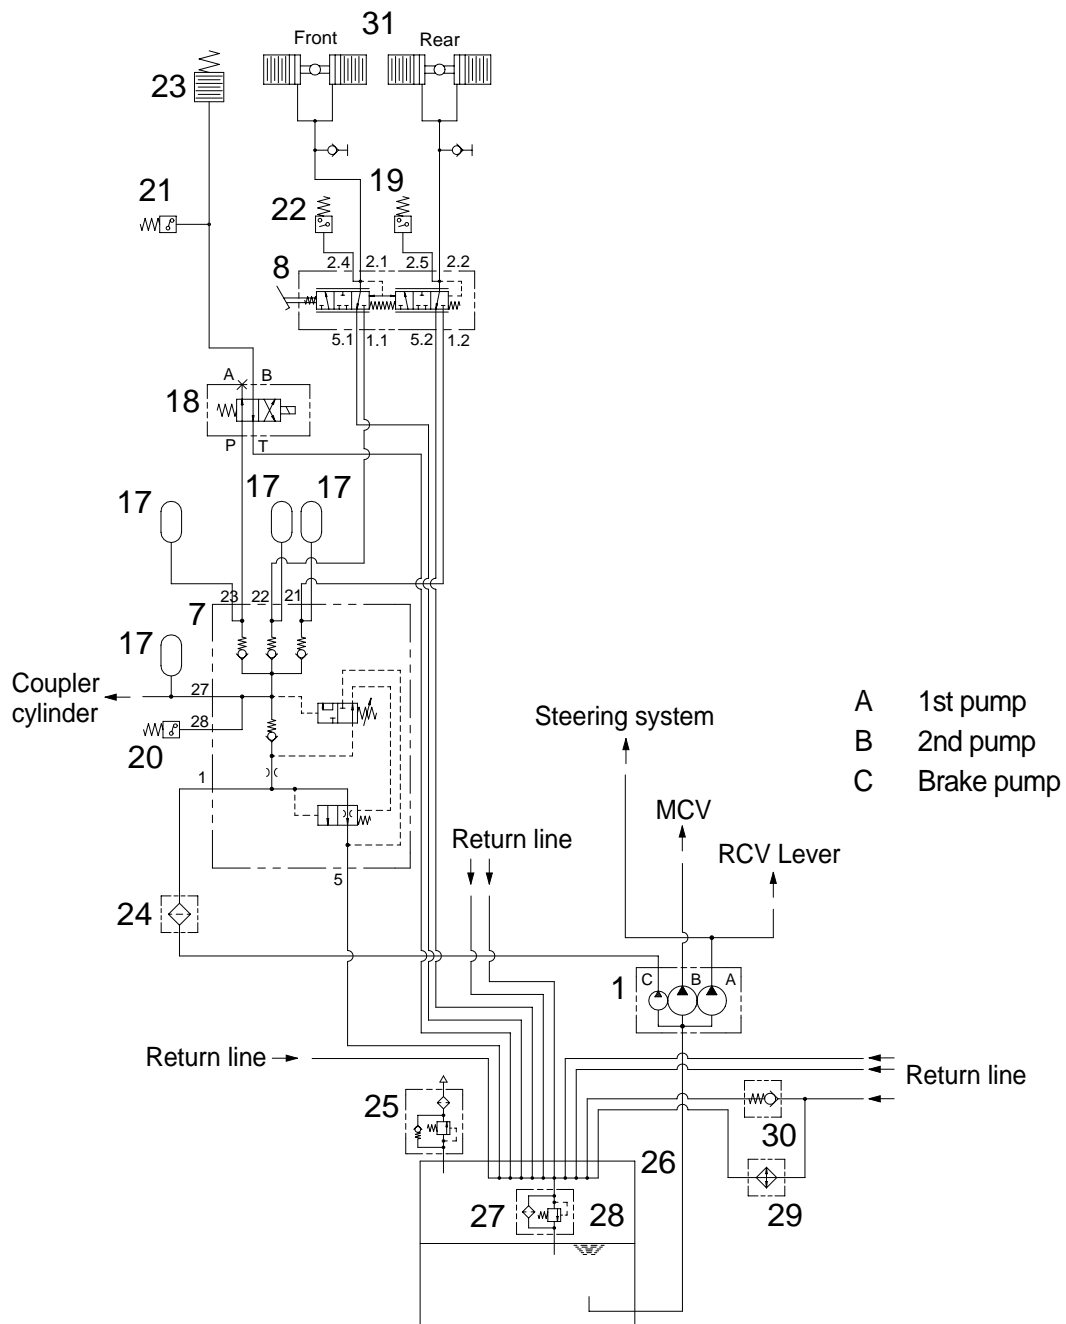 31
Front
Rear
23
21
19
22
8
2.4
2.1
2.5
2.2
5.1
1.1
5.2
1.2
A
B
18
P
T
17
17
17
23
22
21
7
17
Coupler
cylinder
27
28
20
1
5
Steering system
MCV
RCV Lever
A 1st pump
B 2nd pump
C Brake pump
Return line
24
1
C
B
A
Return line
Return line
25
30
26
29
27
28